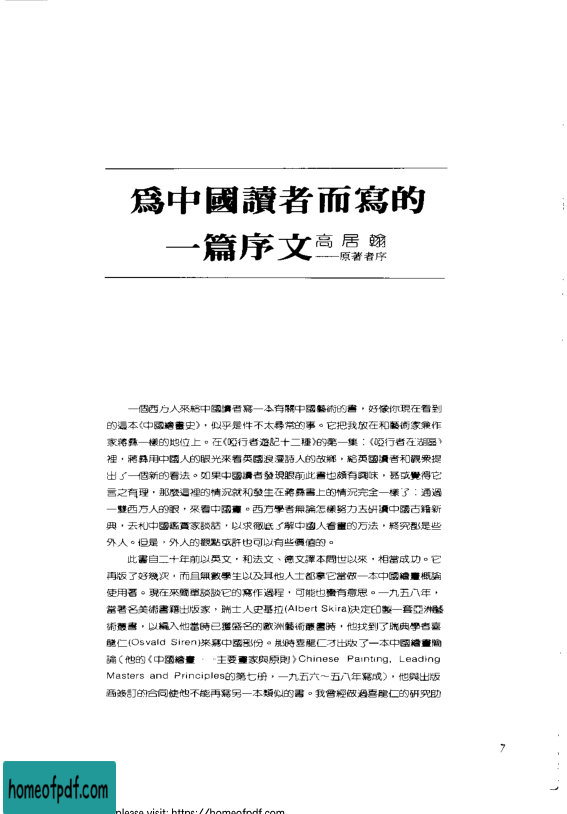 爲中國讀者而寫的
一篇序文 高居翰
——原著者序
一個西方人來給中國讀者寫一本有關中國藝術的書，好像你現在看到
的這本《中國繪畫史》，似乎是件不太尋常的事。它把我放在和藝術家兼作
家蔣彝一樣的地位上。在《啞行者遊記十二種》的第一集：《啞行者在湖區》
裡，蔣彝用中國人的眼光來看英國浪漫詩人的故鄉，給英國讀者和觀衆提
出了一個新的看法。如果中國讀者發現眼前此書也頗有興味，甚或覺得它
言之有理，那麼這裡的情況就和發生在蔣彝書上的情況完全一樣了：通過
一雙西方人的眼，來看中國畫。西方學者無論怎樣努力去研讀中國古籍新
典，去和中國鑑賞家談話，以求徹底了解中國人看畫的方法，終究都是些
外人。但是，外人的觀點或許也可以有些價值的。
此書自二十年前以英文，和法文、德文譯本問世以來，相當成功。它
再版了好幾次，而且無數學生以及其他人士都拿它當做一本中國繪畫概論
使用著。現在來簡單談談它的寫作過程，可能也蠻有意思。一九五八年，
當著名美術書籍出版家，瑞士人史基拉(Albert Skira)決定印製一套亞洲藝
術叢書，以編入他當時已獲盛名的歐洲藝術叢書時，他找到了瑞典學者喜
龍仁(Osvald Siren)來寫中國部份。那時喜龍仁才出版了一本中國繪畫簡
論（他的《中國繪畫——主要畫家與原則》Chinese Painting, Leading
Masters and Principles的第七册，一九五六～五八年寫成），他與出版
商簽訂的合同使他不能再寫另一本類似的書。我曾經做過喜龍仁的研究助
7
homeofpdf.com
please visit: https://homeofpdf.com